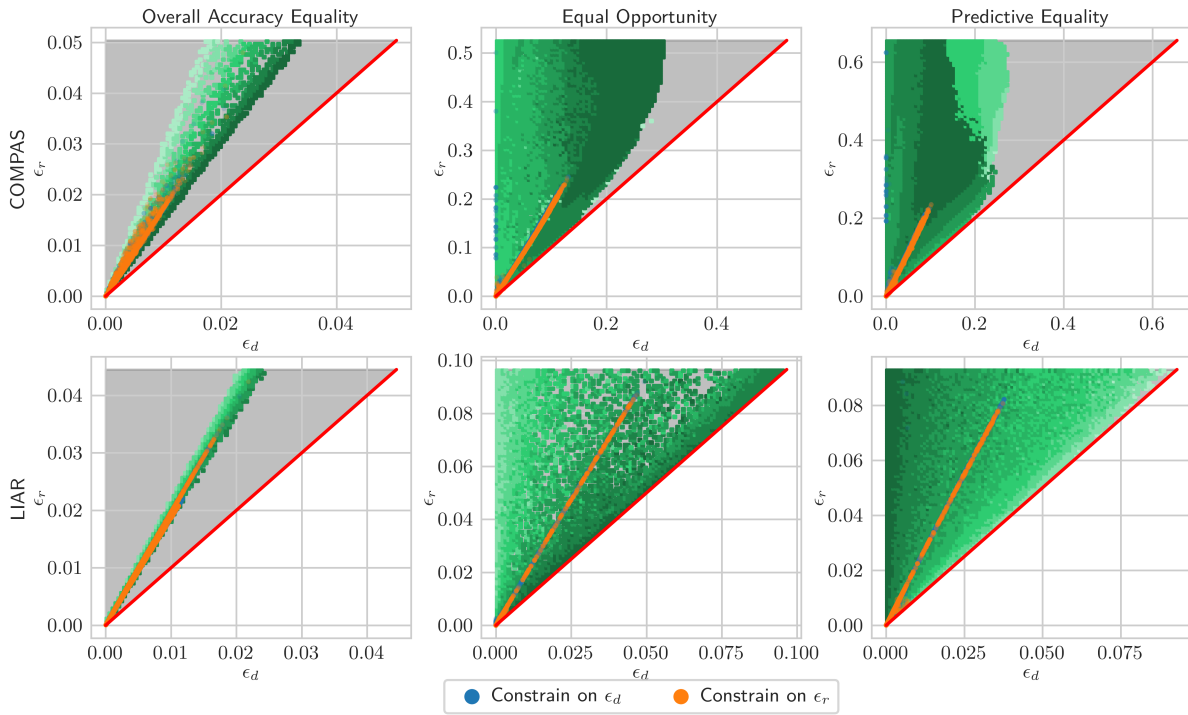 Overall Accuracy Equality Equal Opportunity Predictive Equality
COMPAS
ϵr
0.05
0.04
0.03
0.02
0.01
0.00
0.00 0.02 0.04
ϵd
ϵr
0.5
0.4
0.3
0.2
0.1
0.0
0.0 0.2 0.4
ϵd
ϵr
0.6
0.4
0.2
0.0
0.0 0.2 0.4 0.6
ϵd
LIAR
ϵr
0.04
0.03
0.02
0.01
0.00
0.00 0.01 0.02 0.03 0.04
ϵd
ϵr
0.10
0.08
0.06
0.04
0.02
0.00
0.000 0.025 0.050 0.075 0.100
ϵd
ϵr
0.08
0.06
0.04
0.02
0.00
0.000 0.025 0.050 0.075
ϵd
Constrain on ϵd Constrain on ϵr